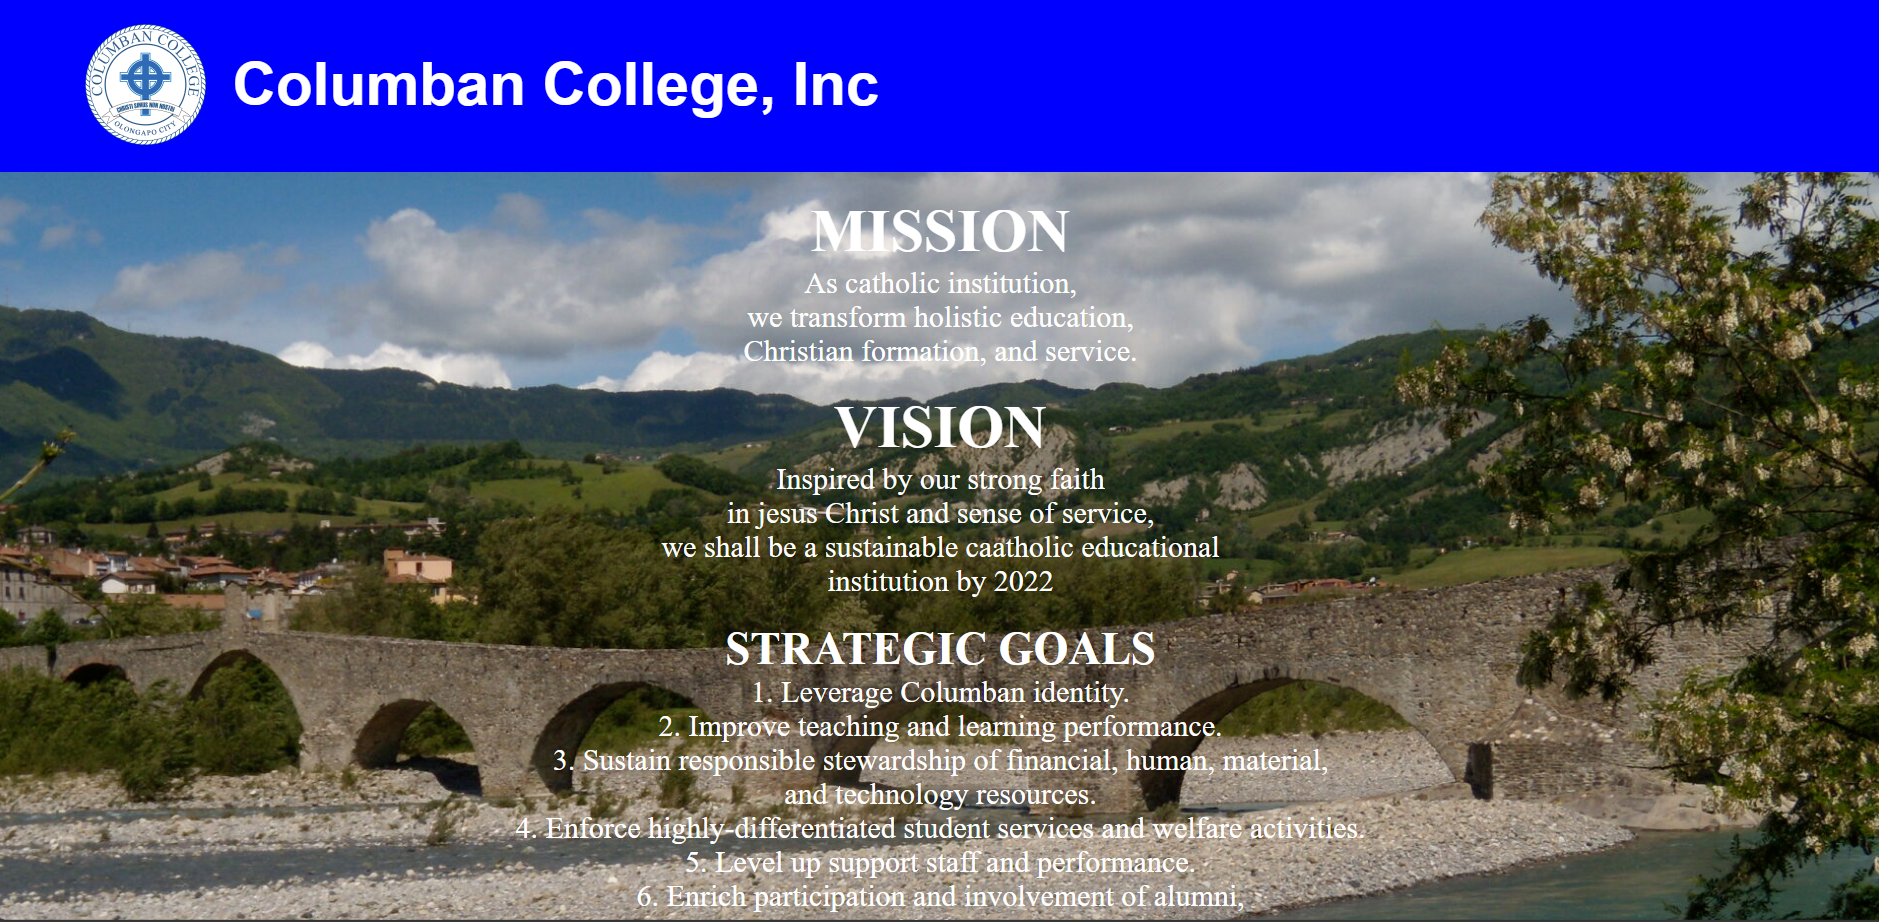 COLUMBAN COLLEGE
CHRISTI SIMUS NON NOSTRI
OLONGAPO CITY
Columban College, Inc
MISSION
As catholic institution,
we transform holistic education,
Christian formation, and service.
VISION
Inspired by our strong faith
in jesus Christ and sense of service,
we shall be a sustainable caatholic educational
institution by 2022
STRATEGIC GOALS
1. Leverage Columban identity.
2. Improve teaching and learning performance.
3. Sustain responsible stewardship of financial, human, material,
and technology resources.
4. Enforce highly-differentiated student services and welfare activities.
5. Level up support staff and performance.
6. Enrich participation and involvement of alumni,